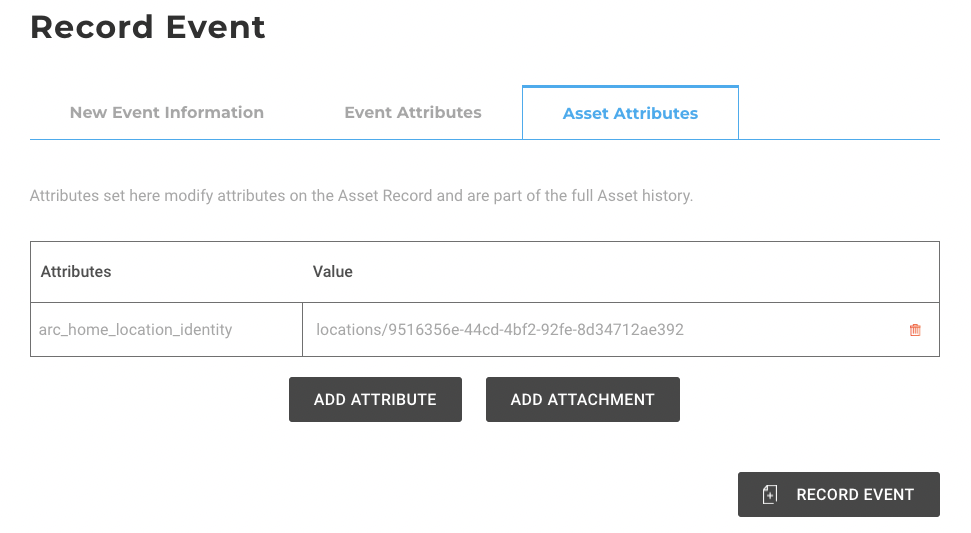 Record Event
New Event Information Event Attributes Asset Attributes
Attributes set here modify attributes on the Asset Record and are part of the full Asset history.
Attributes Value
arc_home_location_identity locations/9516356e-44cd-4bf2-92fe-8d34712ae392
ADD ATTRIBUTE ADD ATTACHMENT
RECORD EVENT